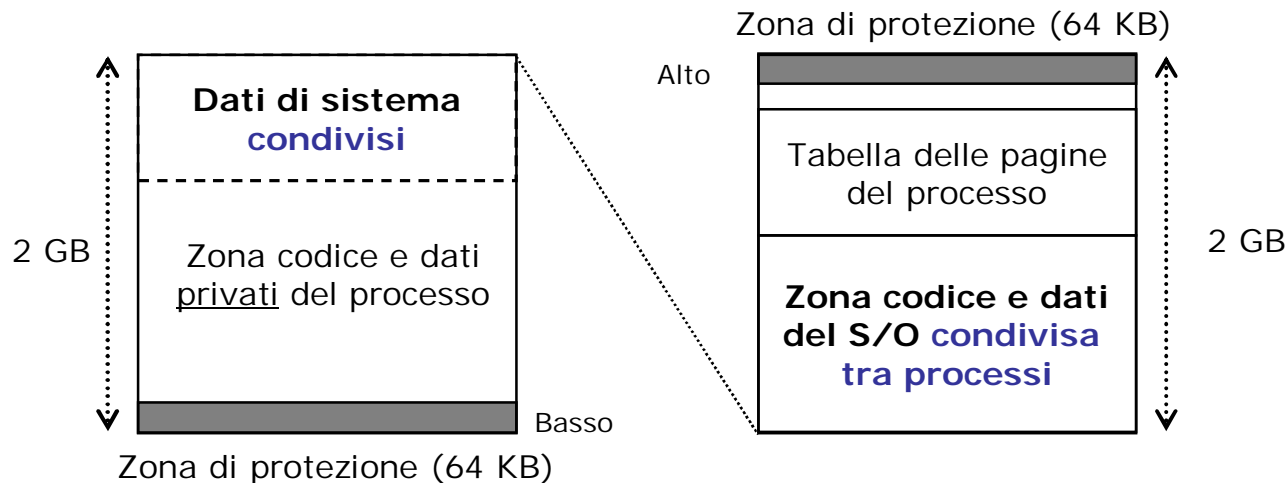 Zona di protezione (64 KB)
Alto
Dati di sistema
condivisi
2 GB
Zona codice e dati
privati del processo
Basso
Zona di protezione (64 KB)
Tabella delle pagine
del processo
2 GB
Zona codice e dati
del S/O condivisa
tra processi